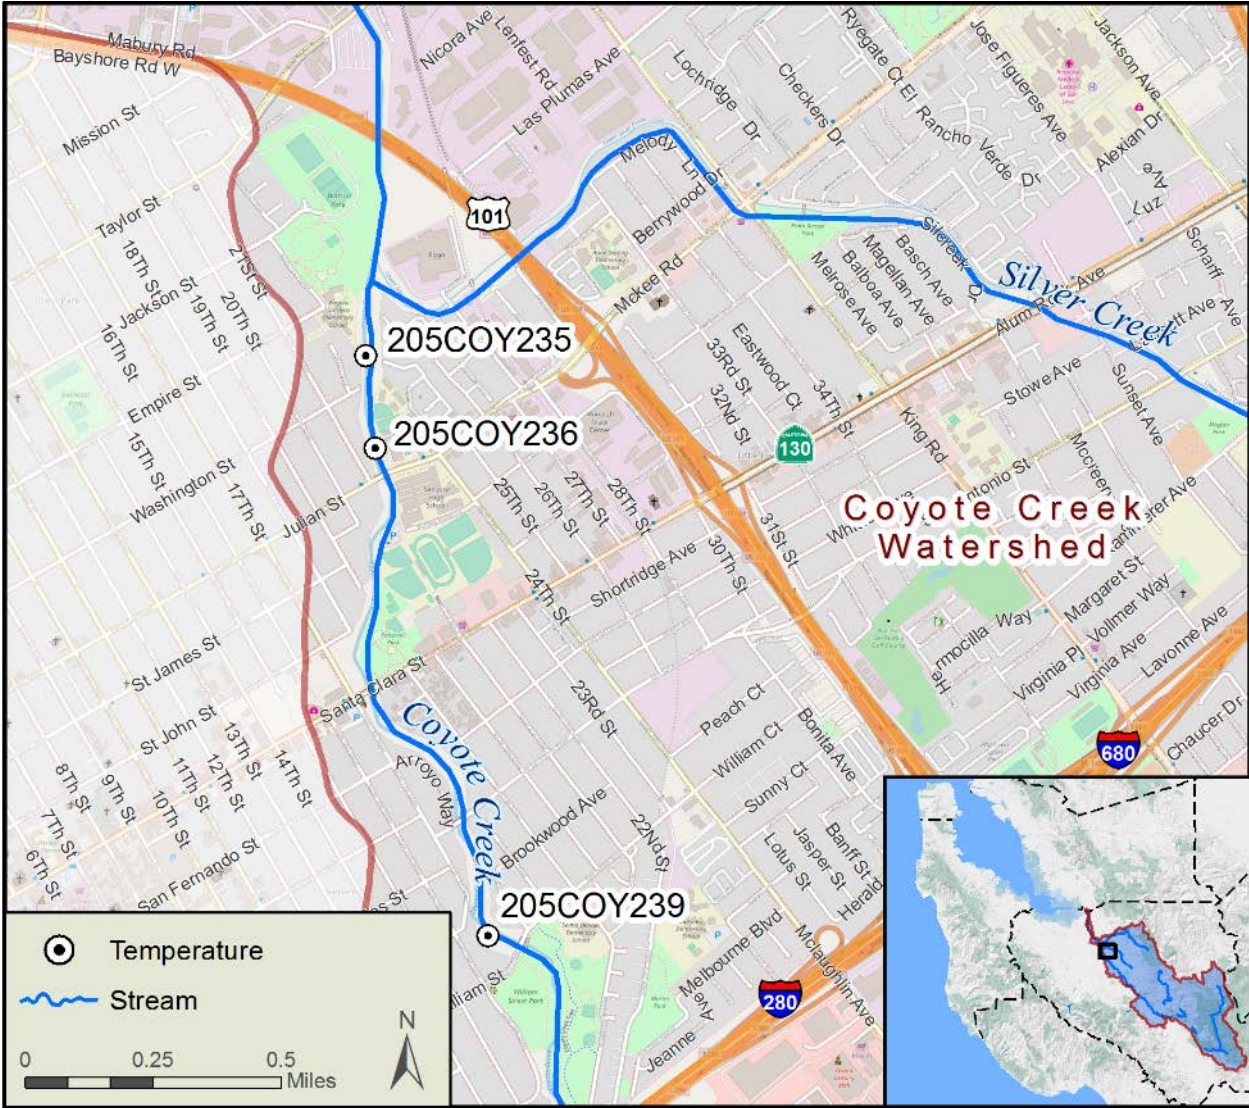 Mabury Rd
Bayshore Rd W
Nicora Ave
Lenfest Rd
Las Plumas Ave
Lochridge Dr
Checkers Dr
Ryegate Ct
El Rancho Verde Dr
Jose Figueres Ave
Jackson Ave
Alexian Dr
Mission St
Taylor St
Melody Ln
Dr
Berrywood
101
McKee Rd
18Th St
19Th St
20Th St
21St St
Jackson St
16Th St
Empire St
15Th St
Washington St
17Th St
Julian St
205COY235
205COY236
Silcreek Dr
Silver Creek
Scharff Ave
Basch Ave
Magellan Ave
Balboa Ave
Melrose Ave
Alum Rock Ave
Eastwood Ct
33Rd St
32Nd St
34Th St
130
King Rd
Stowe Ave
Sunset Ave
25Th St
26Th St
27Th St
28Th St
24Th St
30Th St
31St St
Shortridge Ave
Coyote Creek
Watershed
Margaret St
Vollmer Way
Virginia Pl
Virginia Ave
Lavonne Ave
Chaucer Dr
680
St James St
St John St
Santa Clara St
8Th St
9Th St
7Th St
6Th St
10Th St
11Th St
12Th St
13Th St
14Th St
San Fernando St
Arroyo Way
Coyote Creek
Brookwood Ave
23Rd St
22Nd St
Peach Ct
William Ct
Sunny Ct
Bonita Ave
Lotus St
Jasper St
Banff St
Herald
205COY239
Melbourne Blvd
Mclaughlin Ave
William Street Park
280
Jeanne Ave
Temperature
Stream
N
0 0.25 0.5
Miles